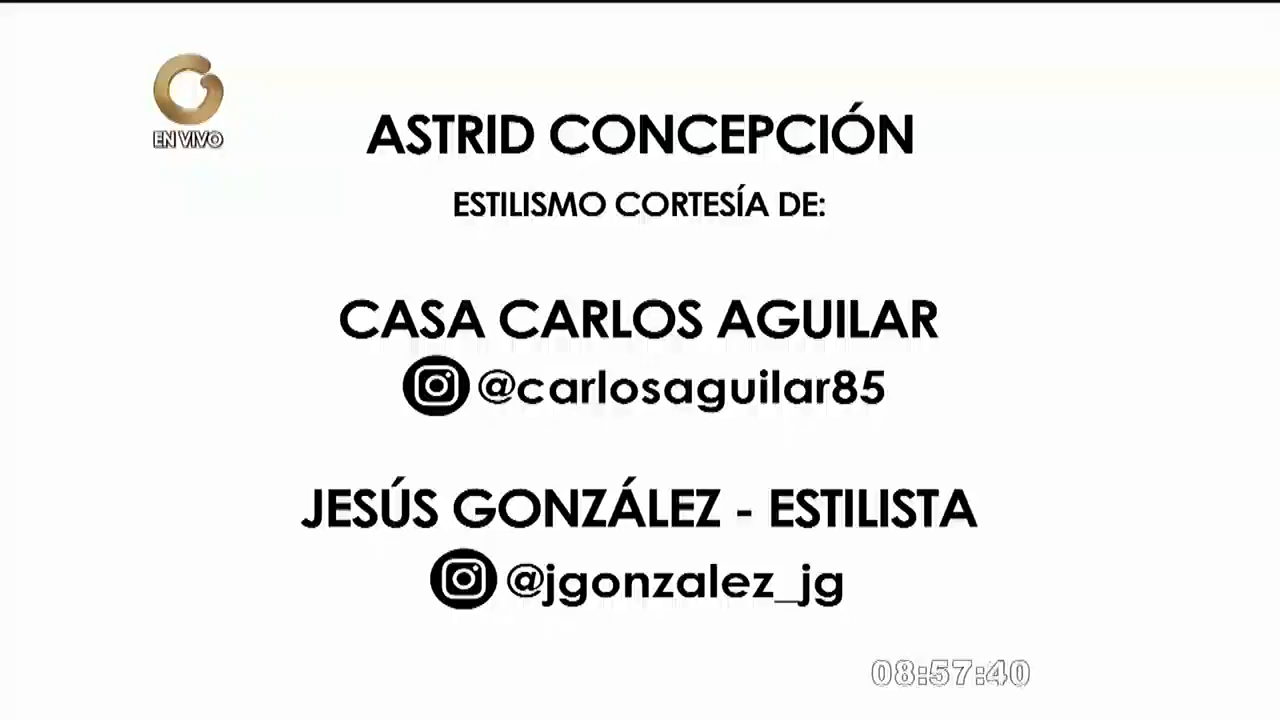 EN VIVO
ASTRID CONCEPCIÓN
ESTILISMO CORTESÍA DE:
CASA CARLOS AGUILAR
@carlosaguilar85
JESÚS GONZÁLEZ - ESTILISTA
@jgonzalez_jg
08:57:40